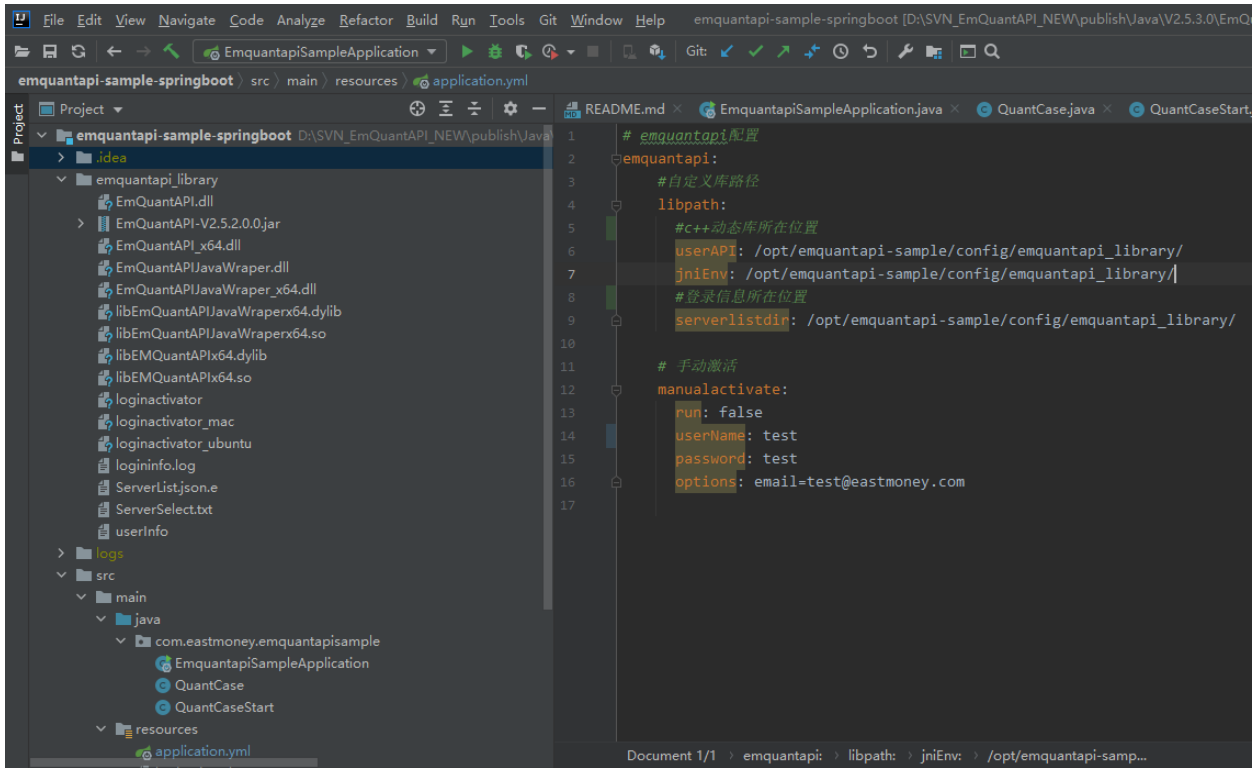 File Edit View Navigate Code Analyze Refactor Build Run Tools Git Window Help emquantapi-sample-springboot [D:\SVN_EmQuantAPI_NEW\publish\Java\V2.5.3.0\EmQu
EmquantapiSampleApplication Git:
emquantapi-sample-springboot src main resources application.yml
Project README.md EmquantapiSampleApplication.java QuantCase.java QuantCaseStart.
Project
emquantapi-sample-springboot D:\SVN_EmQuantAPI_NEW\publish\Java\
.idea
emquantapi_library
EmQuantAPI.dll
EmQuantAPI-V2.5.2.0.0.jar
EmQuantAPI_x64.dll
EmQuantAPIJavaWraper.dll
EmQuantAPIJavaWraper_x64.dll
libEmQuantAPIJavaWraperx64.dylib
libEmQuantAPIJavaWraperx64.so
libEMQuantAPIx64.dylib
libEMQuantAPIx64.so
loginactivator
loginactivator_mac
loginactivator_ubuntu
logininfo.log
ServerList.json.e
ServerSelect.txt
userInfo
logs
src
main
java
com.eastmoney.emquantapisample
EmquantapiSampleApplication
QuantCase
QuantCaseStart
resources
application.yml
1 # emquantapi配置
2 emquantapi:
3 #自定义库路径
4 libpath:
5 #c++动态库所在位置
6 userAPI: /opt/emquantapi-sample/config/emquantapi_library/
7 jniEnv: /opt/emquantapi-sample/config/emquantapi_library/
8 #登录信息所在位置
9 serverlistdir: /opt/emquantapi-sample/config/emquantapi_library/
10
11 # 手动激活
12 manualactivate:
13 run: false
14 userName: test
15 password: test
16 options: email=test@eastmoney.com
17
Document 1/1 emquantapi: libpath: jniEnv: /opt/emquantapi-samp...